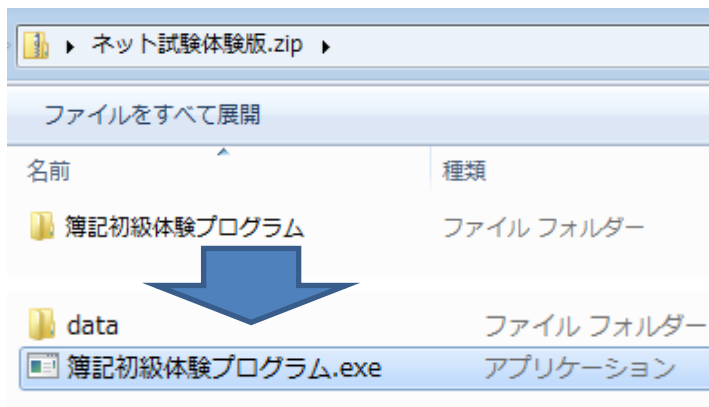 ネット試験体験版.zip
ファイルをすべて展開
名前 種類
簿記初級体験プログラム ファイル フォルダー
data ファイル フォルダー
簿記初級体験プログラム.exe アプリケーション